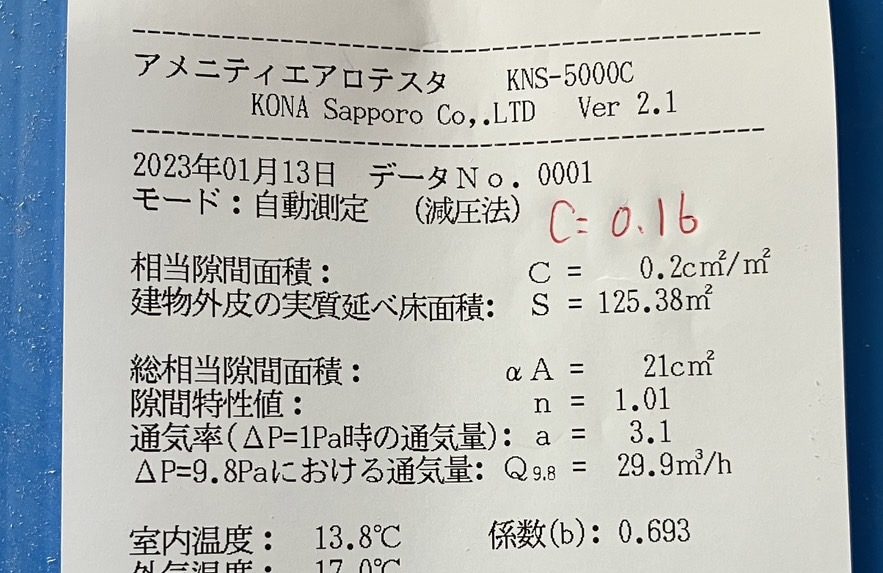 アメニティエアロテスタ KNS-5000C
KONA Sapporo Co,.LTD Ver 2.1
2023年01月13日 データNo. 0001
モード：自動測定 （減圧法） C= 0.16
相当隙間面積： C = 0.2c㎡/㎡
建物外皮の実質延べ床面積： S = 125.38㎡
総相当隙間面積： αA = 21c㎡
隙間特性値： n = 1.01
通気率(ΔP=1Pa時の通気量)： a = 3.1
ΔP=9.8Paにおける通気量： Q9.8 = 29.9m³/h
室内温度： 13.8℃ 係数(b)： 0.693
外気温度： 17.0℃